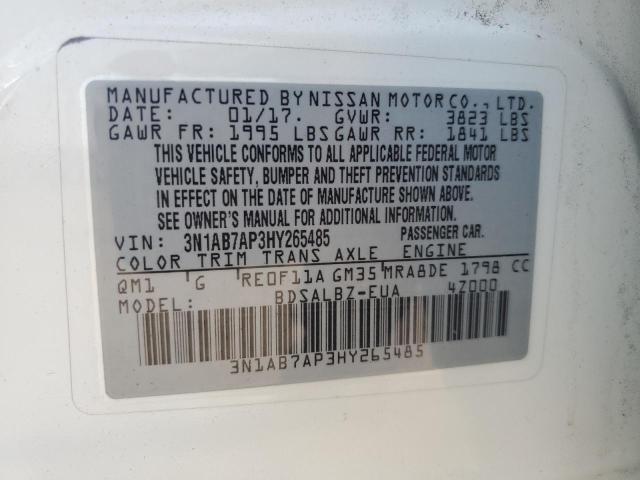 MANUFACTURED BY NISSAN MOTOR CO., LTD.
DATE: 01/17. GVWR: 3823 LBS
GAWR FR: 1995 LBS GAWR RR: 1841 LBS
THIS VEHICLE CONFORMS TO ALL APPLICABLE FEDERAL MOTOR
VEHICLE SAFETY, BUMPER AND THEFT PREVENTION STANDARDS
IN EFFECT ON THE DATE OF MANUFACTURE SHOWN ABOVE.
SEE OWNER'S MANUAL FOR ADDITIONAL INFORMATION.
VIN: 3N1AB7AP3HY265485 PASSENGER CAR.
COLOR TRIM TRANS AXLE ENGINE
QM1 G RE0F11A GM35 MRA8DE 1798 CC
MODEL: BDSALBZ-EUA 4Z000
3N1AB7AP3HY265485